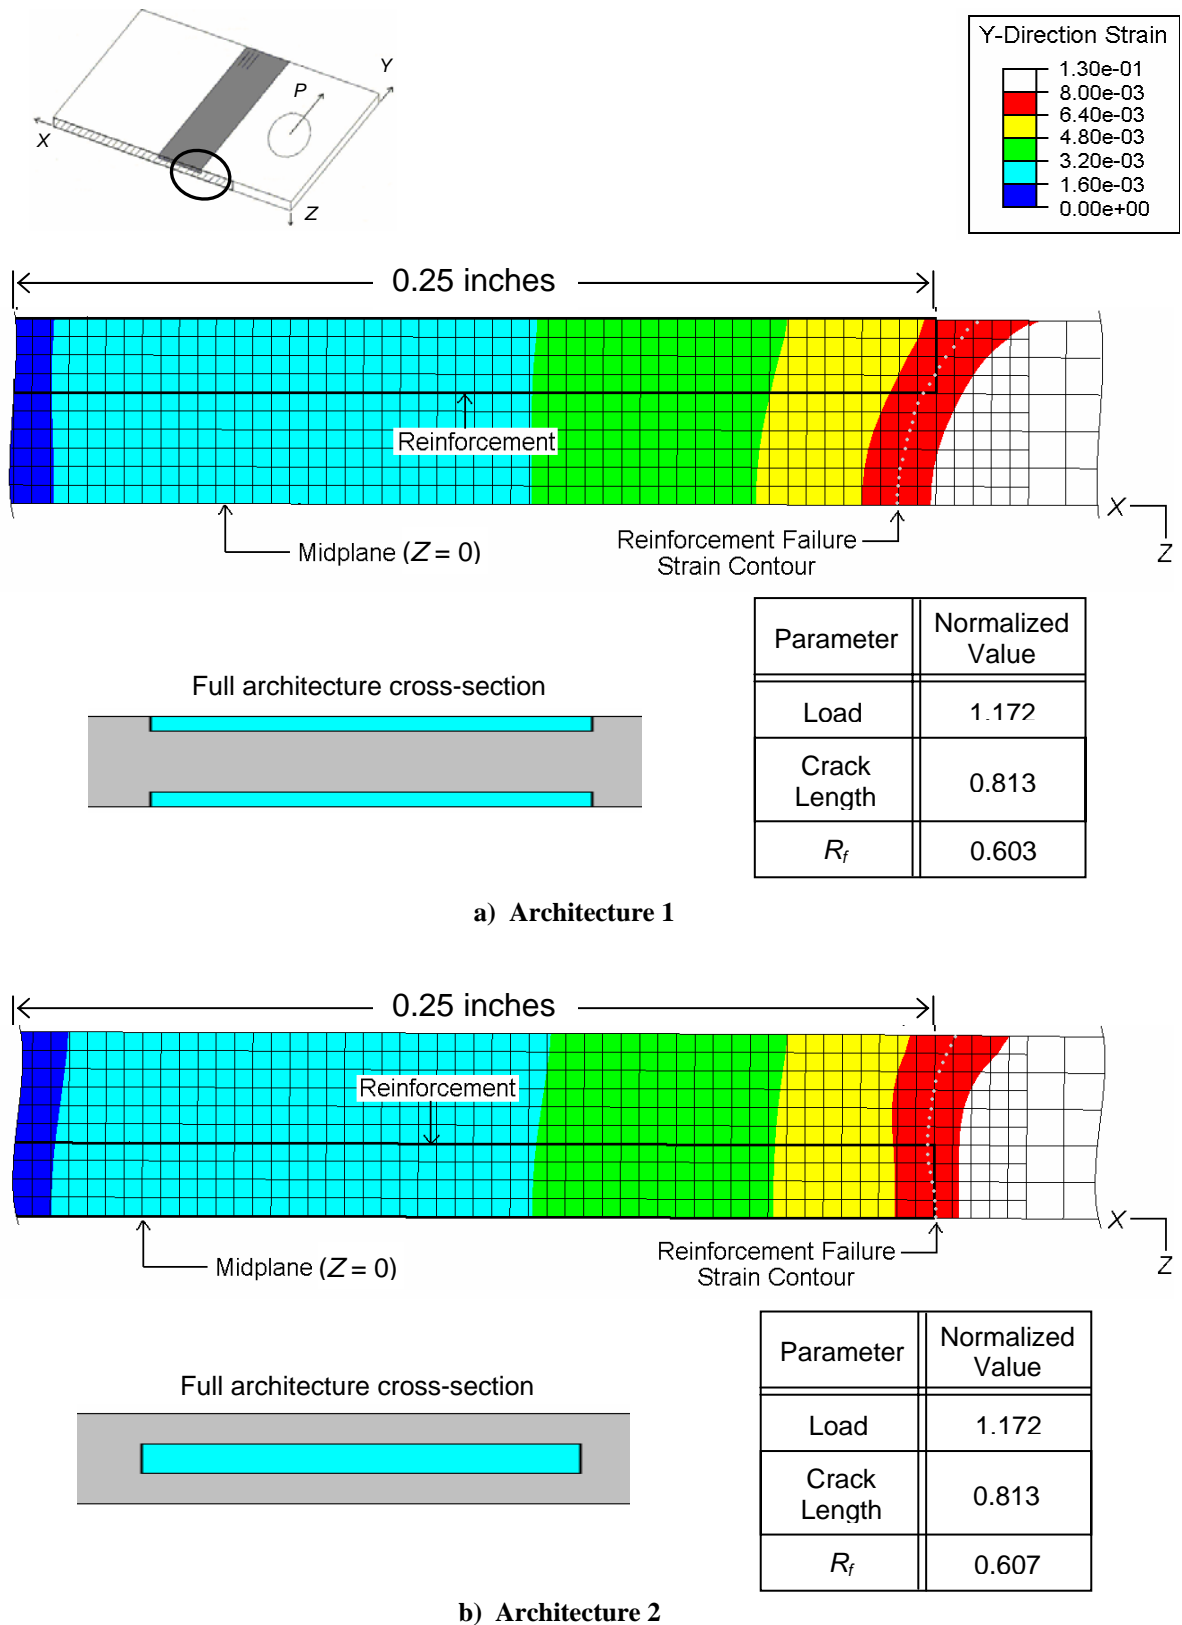 X
Y
P
Z
Y-Direction Strain
1.30e-01
8.00e-03
6.40e-03
4.80e-03
3.20e-03
1.60e-03
0.00e+00
0.25 inches
Reinforcement
Midplane (Z = 0)
Reinforcement Failure
Strain Contour
X
Z
Full architecture cross-section
Parameter Normalized Value
Load 1.172
Crack Length 0.813
Rf 0.603
a) Architecture 1
0.25 inches
Reinforcement
Midplane (Z = 0)
Reinforcement Failure
Strain Contour
X
Z
Full architecture cross-section
Parameter Normalized Value
Load 1.172
Crack Length 0.813
Rf 0.607
b) Architecture 2